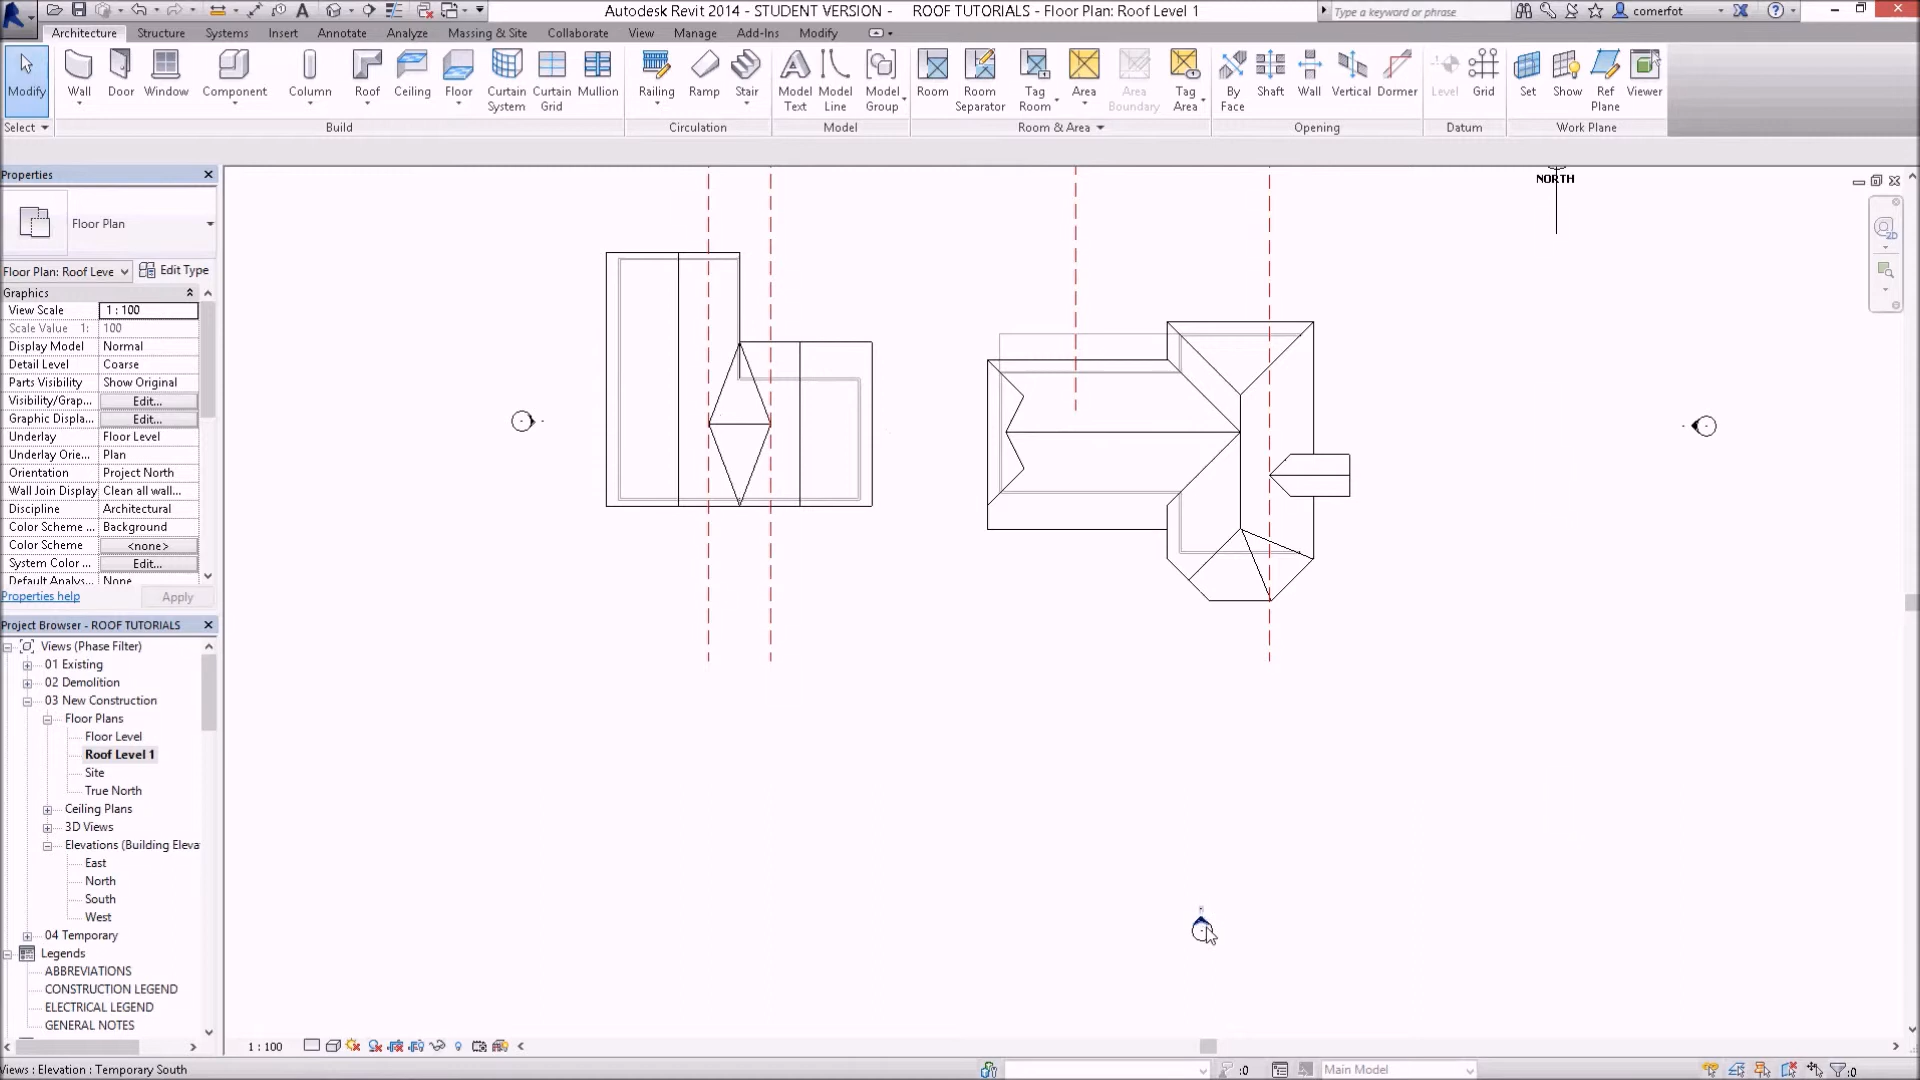 Autodesk Revit 2014 - STUDENT VERSION - ROOF TUTORIALS - Floor Plan: Roof Level 1
Type a keyword or phrase
comerfot
Architecture Structure Systems Insert Annotate Analyze Massing & Site Collaborate View Manage Add-Ins Modify
Modify Wall Door Window Component Column Roof Ceiling Floor Curtain System Curtain Grid Mullion Railing Ramp Stair Model Text Model Line Model Group Room Room Separator Tag Room Area Area Boundary Tag Area By Face Shaft Wall Vertical Dormer Level Grid Set Show Ref Plane Viewer
Select Build Circulation Model Room & Area Opening Datum Work Plane
Properties
Floor Plan
Floor Plan: Roof Leve
Edit Type
Graphics
View Scale 1 : 100
Scale Value 1: 100
Display Model Normal
Detail Level Coarse
Parts Visibility Show Original
Visibility/Grap... Edit...
Graphic Displa... Edit...
Underlay Floor Level
Underlay Orie... Plan
Orientation Project North
Wall Join Display Clean all wall...
Discipline Architectural
Color Scheme ... Background
Color Scheme <none>
System Color ... Edit...
Default Analys... None
Properties help Apply
Project Browser - ROOF TUTORIALS
Views (Phase Filter)
01 Existing
02 Demolition
03 New Construction
Floor Plans
Floor Level
Roof Level 1
Site
True North
Ceiling Plans
3D Views
Elevations (Building Eleva
East
North
South
West
04 Temporary
Legends
ABBREVIATIONS
CONSTRUCTION LEGEND
ELECTRICAL LEGEND
GENERAL NOTES
NORTH
2D
1 : 100
Views : Elevation : Temporary South
:0
Main Model
:0